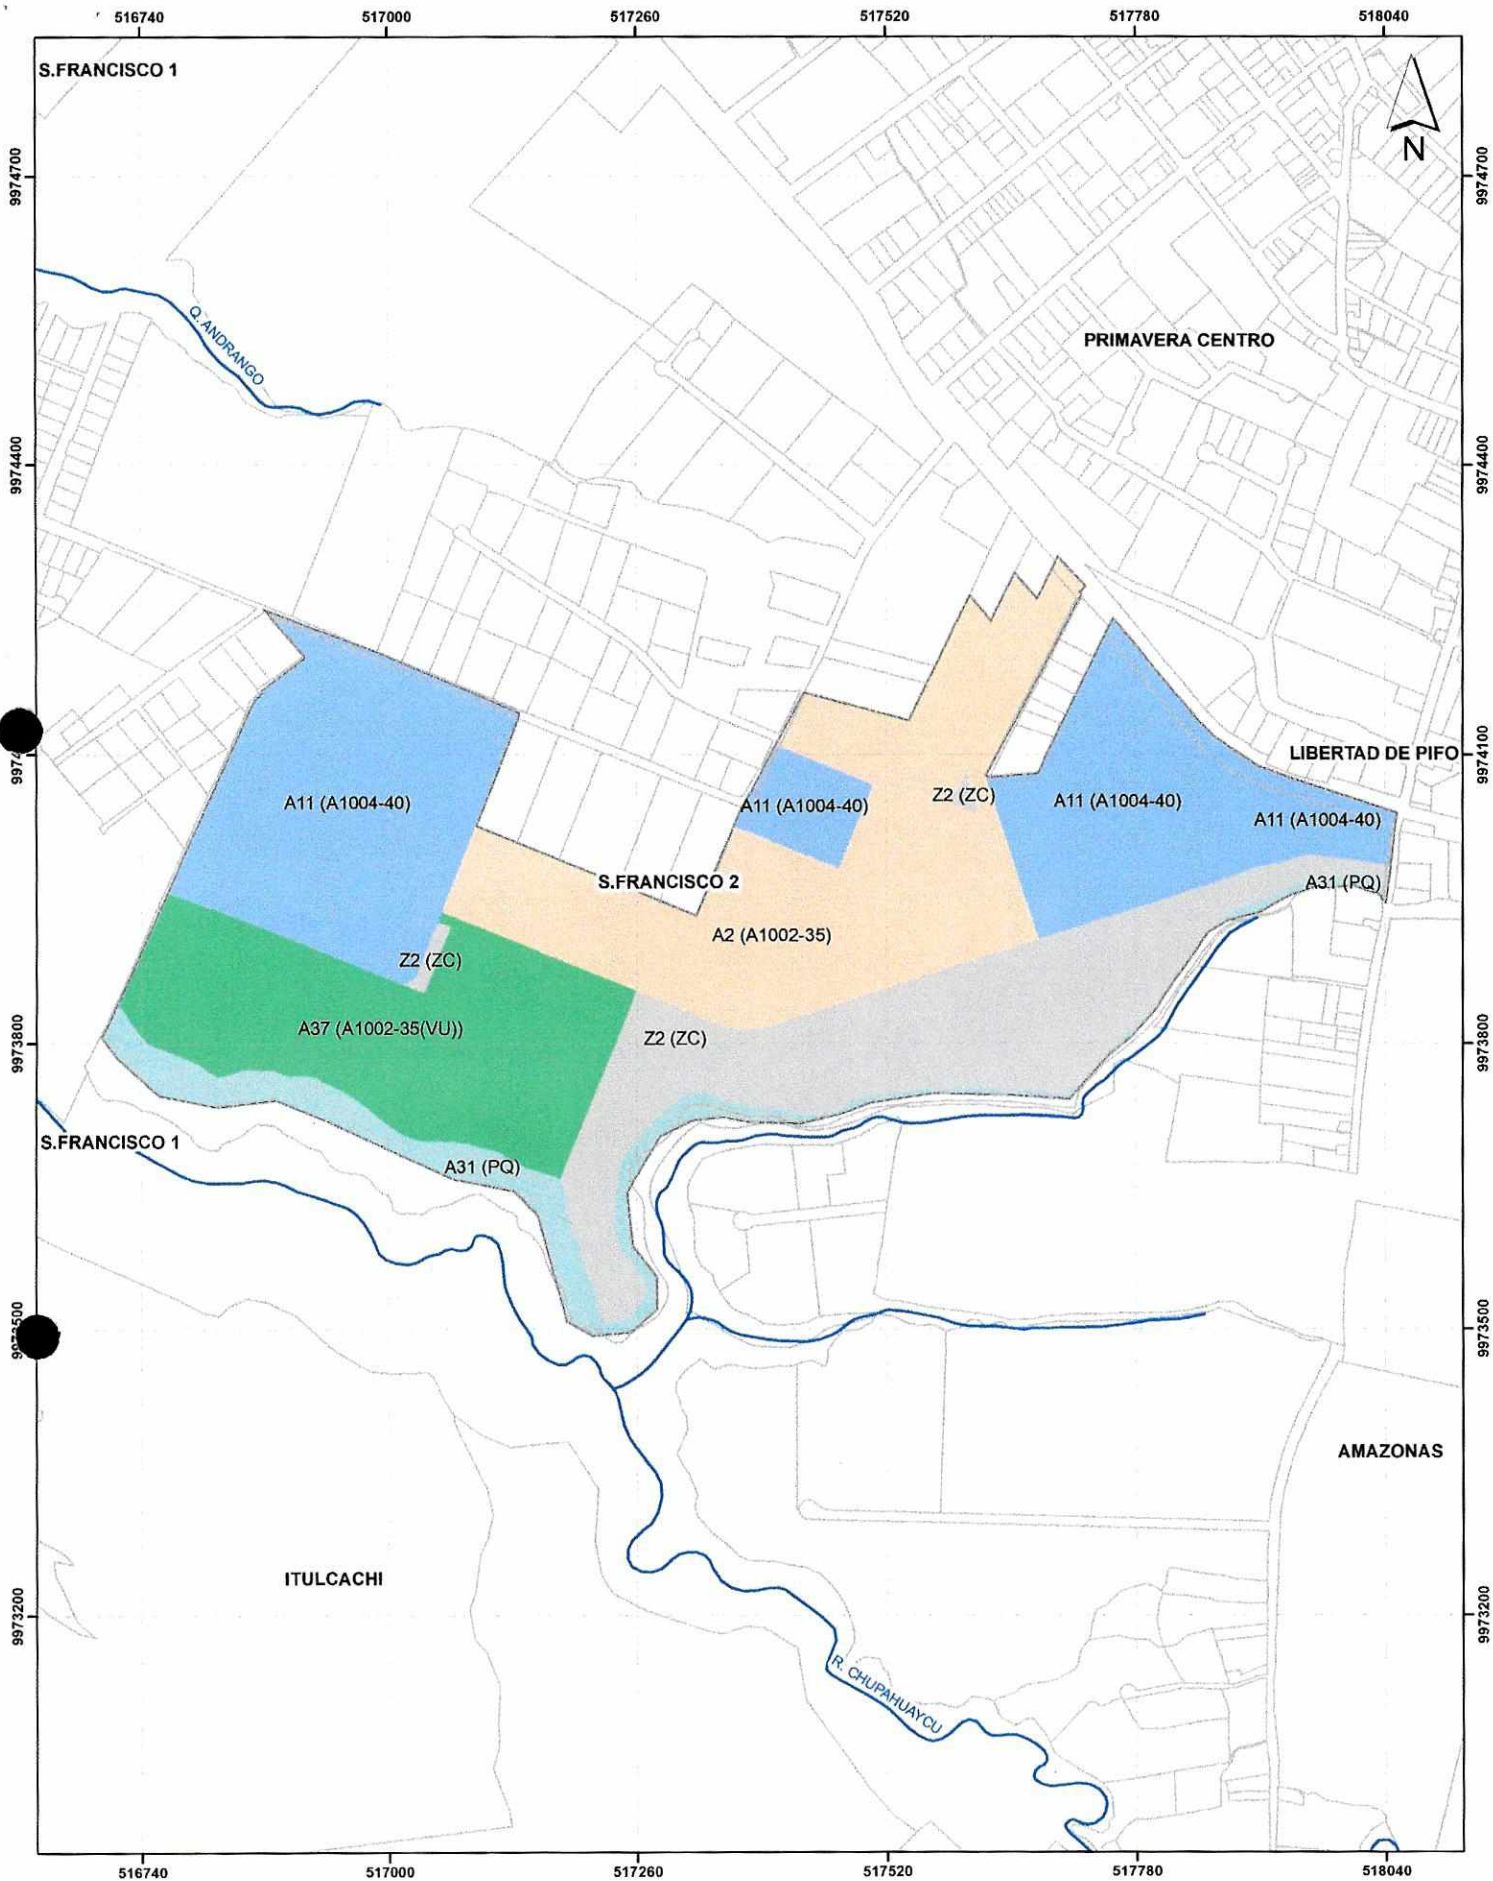 516740 517000 517260 517520 517780 518040
S.FRANCISCO 1
N
9974700 9974700
Q. ANDRANGO
PRIMAVERA CENTRO
9974400 9974400
9974100
LIBERTAD DE PIFO
A11 (A1004-40)
A11 (A1004-40)
Z2 (ZC)
A11 (A1004-40)
A11 (A1004-40)
S.FRANCISCO 2
A31 (PQ)
A2 (A1002-35)
Z2 (ZC)
A37 (A1002-35(VU))
Z2 (ZC)
9973800 9973800
S.FRANCISCO 1
A31 (PQ)
9973500
AMAZONAS
ITULCACHI
9973200 9973200
R. CHUPAHUAYCU
516740 517000 517260 517520 517780 518040